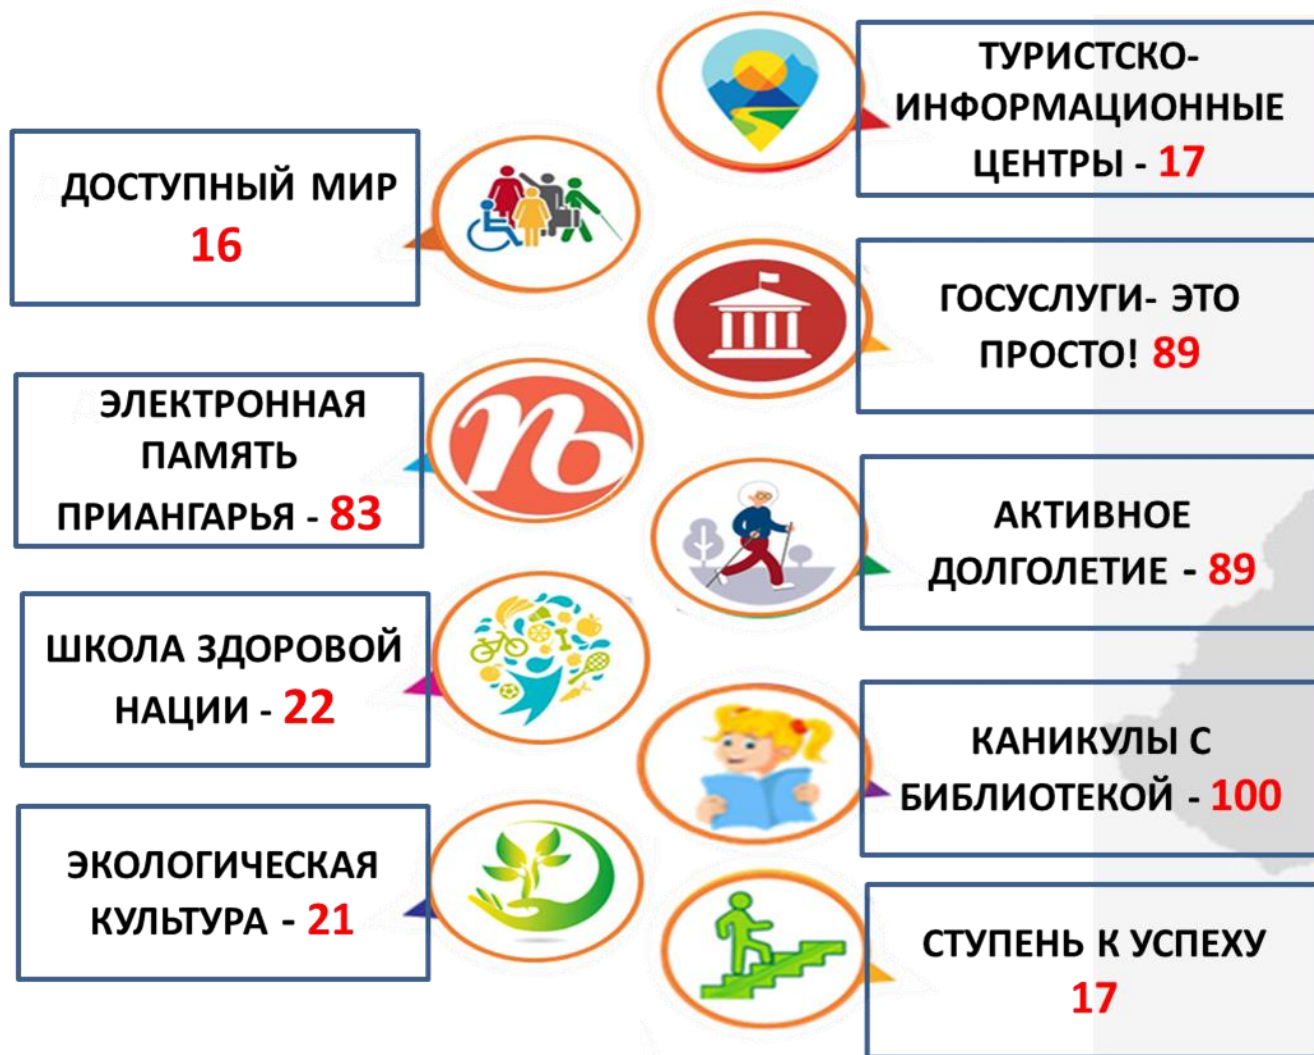 ДОСТУПНЫЙ МИР
16
ЭЛЕКТРОННАЯ
ПАМЯТЬ
ПРИАНГАРЬЯ - 83
ШКОЛА ЗДОРОВОЙ
НАЦИИ - 22
ЭКОЛОГИЧЕСКАЯ
КУЛЬТУРА - 21
ТУРИСТСКО-
ИНФОРМАЦИОННЫЕ
ЦЕНТРЫ - 17
ГОСУСЛУГИ- ЭТО
ПРОСТО! 89
АКТИВНОЕ
ДОЛГОЛЕТИЕ - 89
КАНИКУЛЫ С
БИБЛИОТЕКОЙ - 100
СТУПЕНЬ К УСПЕХУ
17